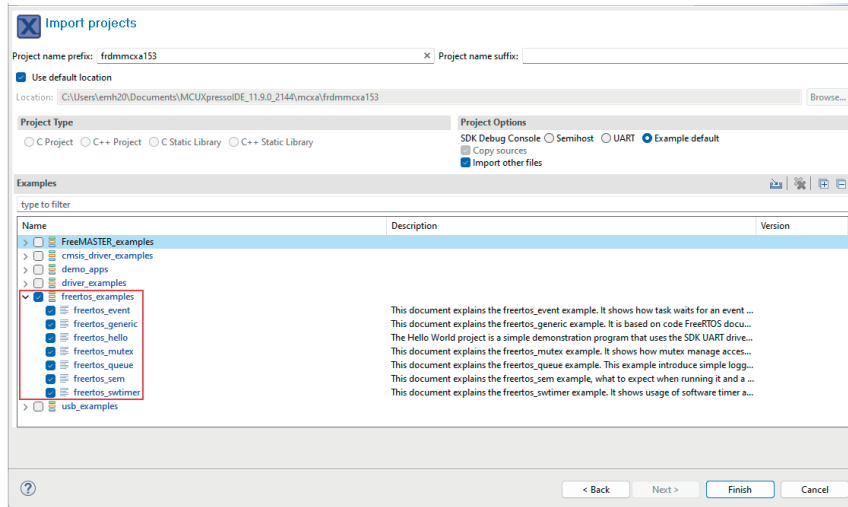 Import projects
Project name prefix: frdmmcxa153 × Project name suffix:
Use default location
Location: C:\Users\emh20\Documents\MCUXpressoIDE_11.9.0_2144\mcxa\frdmmcxa153 Browse...
Project Type Project Options
C Project C++ Project C Static Library C++ Static Library SDK Debug Console Semihost UART Example default
Copy sources
Import other files
Examples
type to filter
Name Description Version
FreeMASTER_examples
cmsis_driver_examples
demo_apps
driver_examples
freertos_examples
freertos_event This document explains the freertos_event example. It shows how task waits for an event ...
freertos_generic This document explains the freertos_generic example. It is based on code FreeRTOS docu...
freertos_hello The Hello World project is a simple demonstration program that uses the SDK UART drive...
freertos_mutex This document explains the freertos_mutex example. It shows how mutex manage acces...
freertos_queue This document explains the freertos_queue example. This example introduce simple logg...
freertos_sem This document explains the freertos_sem example, what to expect when running it and a ...
freertos_swtimer This document explains the freertos_swtimer example. It shows usage of software timer a...
usb_examples
? < Back Next > Finish Cancel